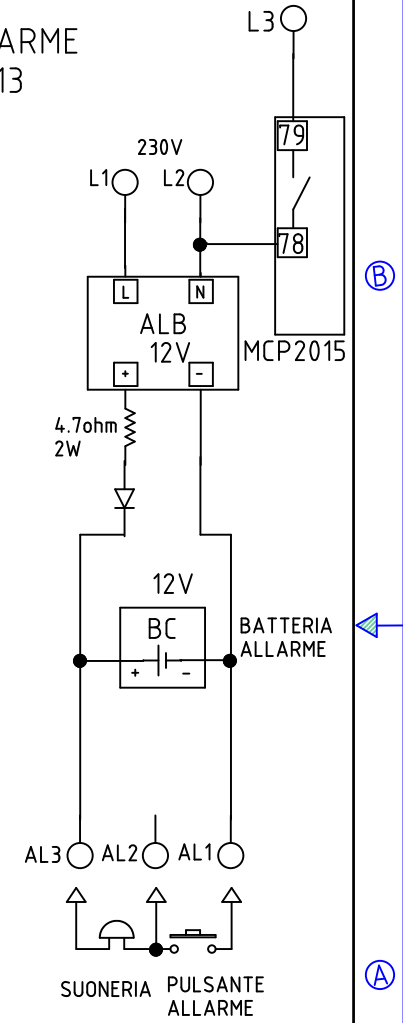 L3
ARME
13
79
230V
L1
L2
78
B
L
N
ALB
12V
MCP2015
+
-
4.7ohm
2W
12V
BC
BATTERIA
ALLARME
+
-
AL3
AL2
AL1
SUONERIA
PULSANTE
ALLARME
A